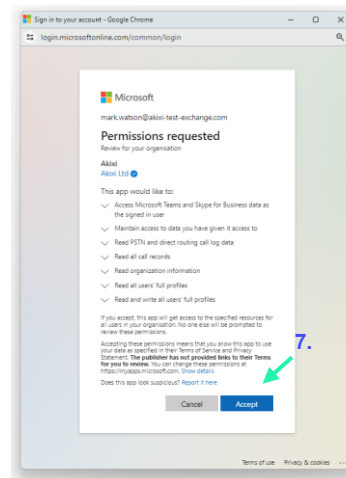 Sign in to your account - Google Chrome
login.microsoftonline.com/common/login
Microsoft
mark.watson@akixi-test-exchange.com
Permissions requested
Review for your organisation
Akixi
Akixi Ltd
This app would like to:
Access Microsoft Teams and Skype for Business data as
the signed in user
Maintain access to data you have given it access to
Read PSTN and direct routing call log data
Read all call records
Read organization information
Read all users' full profiles
Read and write all users' full profiles
If you accept, this app will get access to the specified resources for
all users in your organisation. No one else will be prompted to
review these permissions.
Accepting these permissions means that you allow this app to use
your data as specified in their Terms of Service and Privacy
Statement. The publisher has not provided links to their Terms
for you to review. You can change these permissions at
https://myapps.microsoft.com. Show details
7.
Does this app look suspicious? Report it here
Cancel Accept
Terms of use Privacy & cookies ...